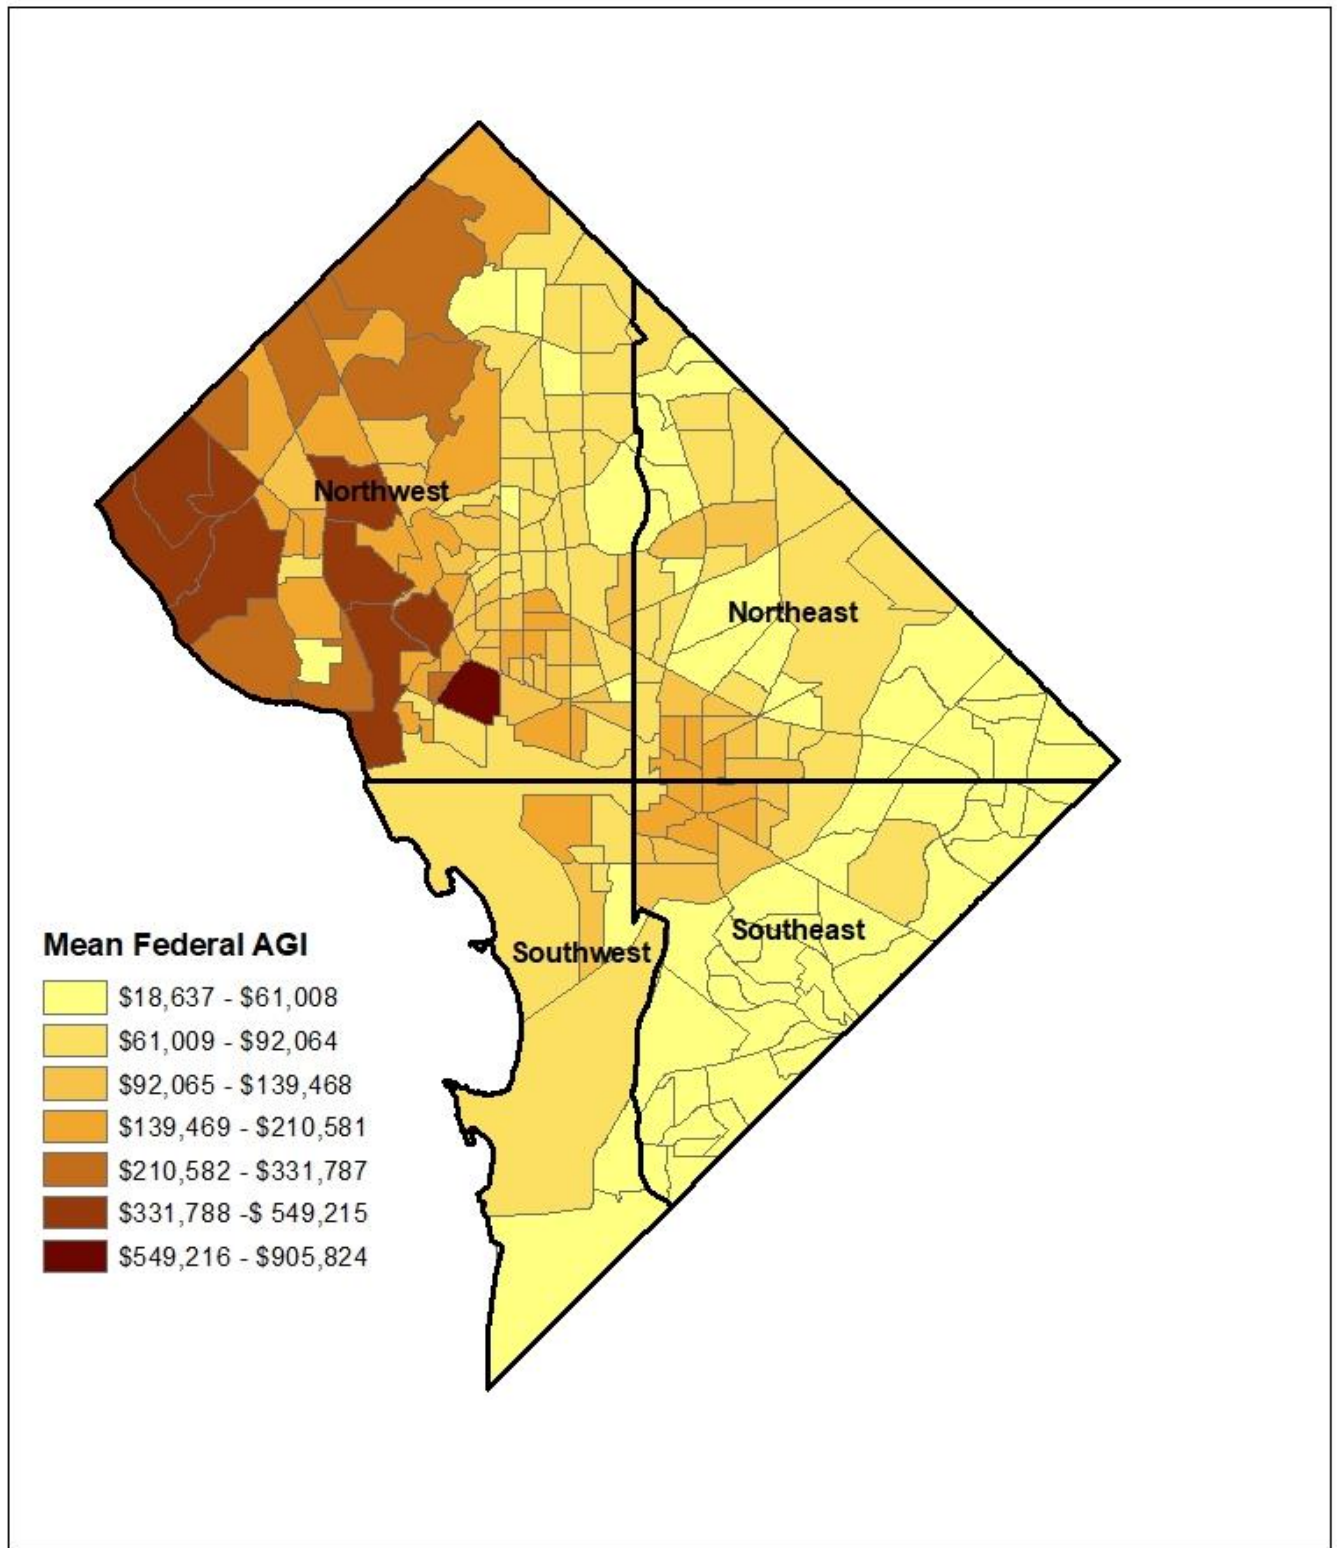 Northwest
Northeast
Southeast
Southwest
Mean Federal AGI
$18,637 - $61,008
$61,009 - $92,064
$92,065 - $139,468
$139,469 - $210,581
$210,582 - $331,787
$331,788 -$ 549,215
$549,216 - $905,824